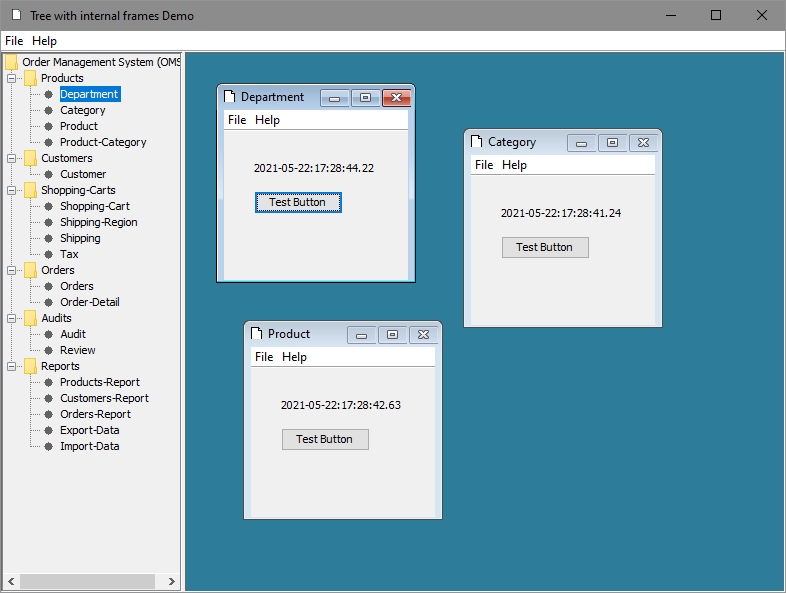 Tree with internal frames Demo
File Help
Order Management System (OMS
Products
Department
Category
Product
Product-Category
Customers
Customer
Shopping-Carts
Shopping-Cart
Shipping-Region
Shipping
Tax
Orders
Orders
Order-Detail
Audits
Audit
Review
Reports
Products-Report
Customers-Report
Orders-Report
Export-Data
Import-Data
Department
File Help
2021-05-22:17:28:44.22
Test Button
Category
File Help
2021-05-22:17:28:41.24
Test Button
Product
File Help
2021-05-22:17:28:42.63
Test Button